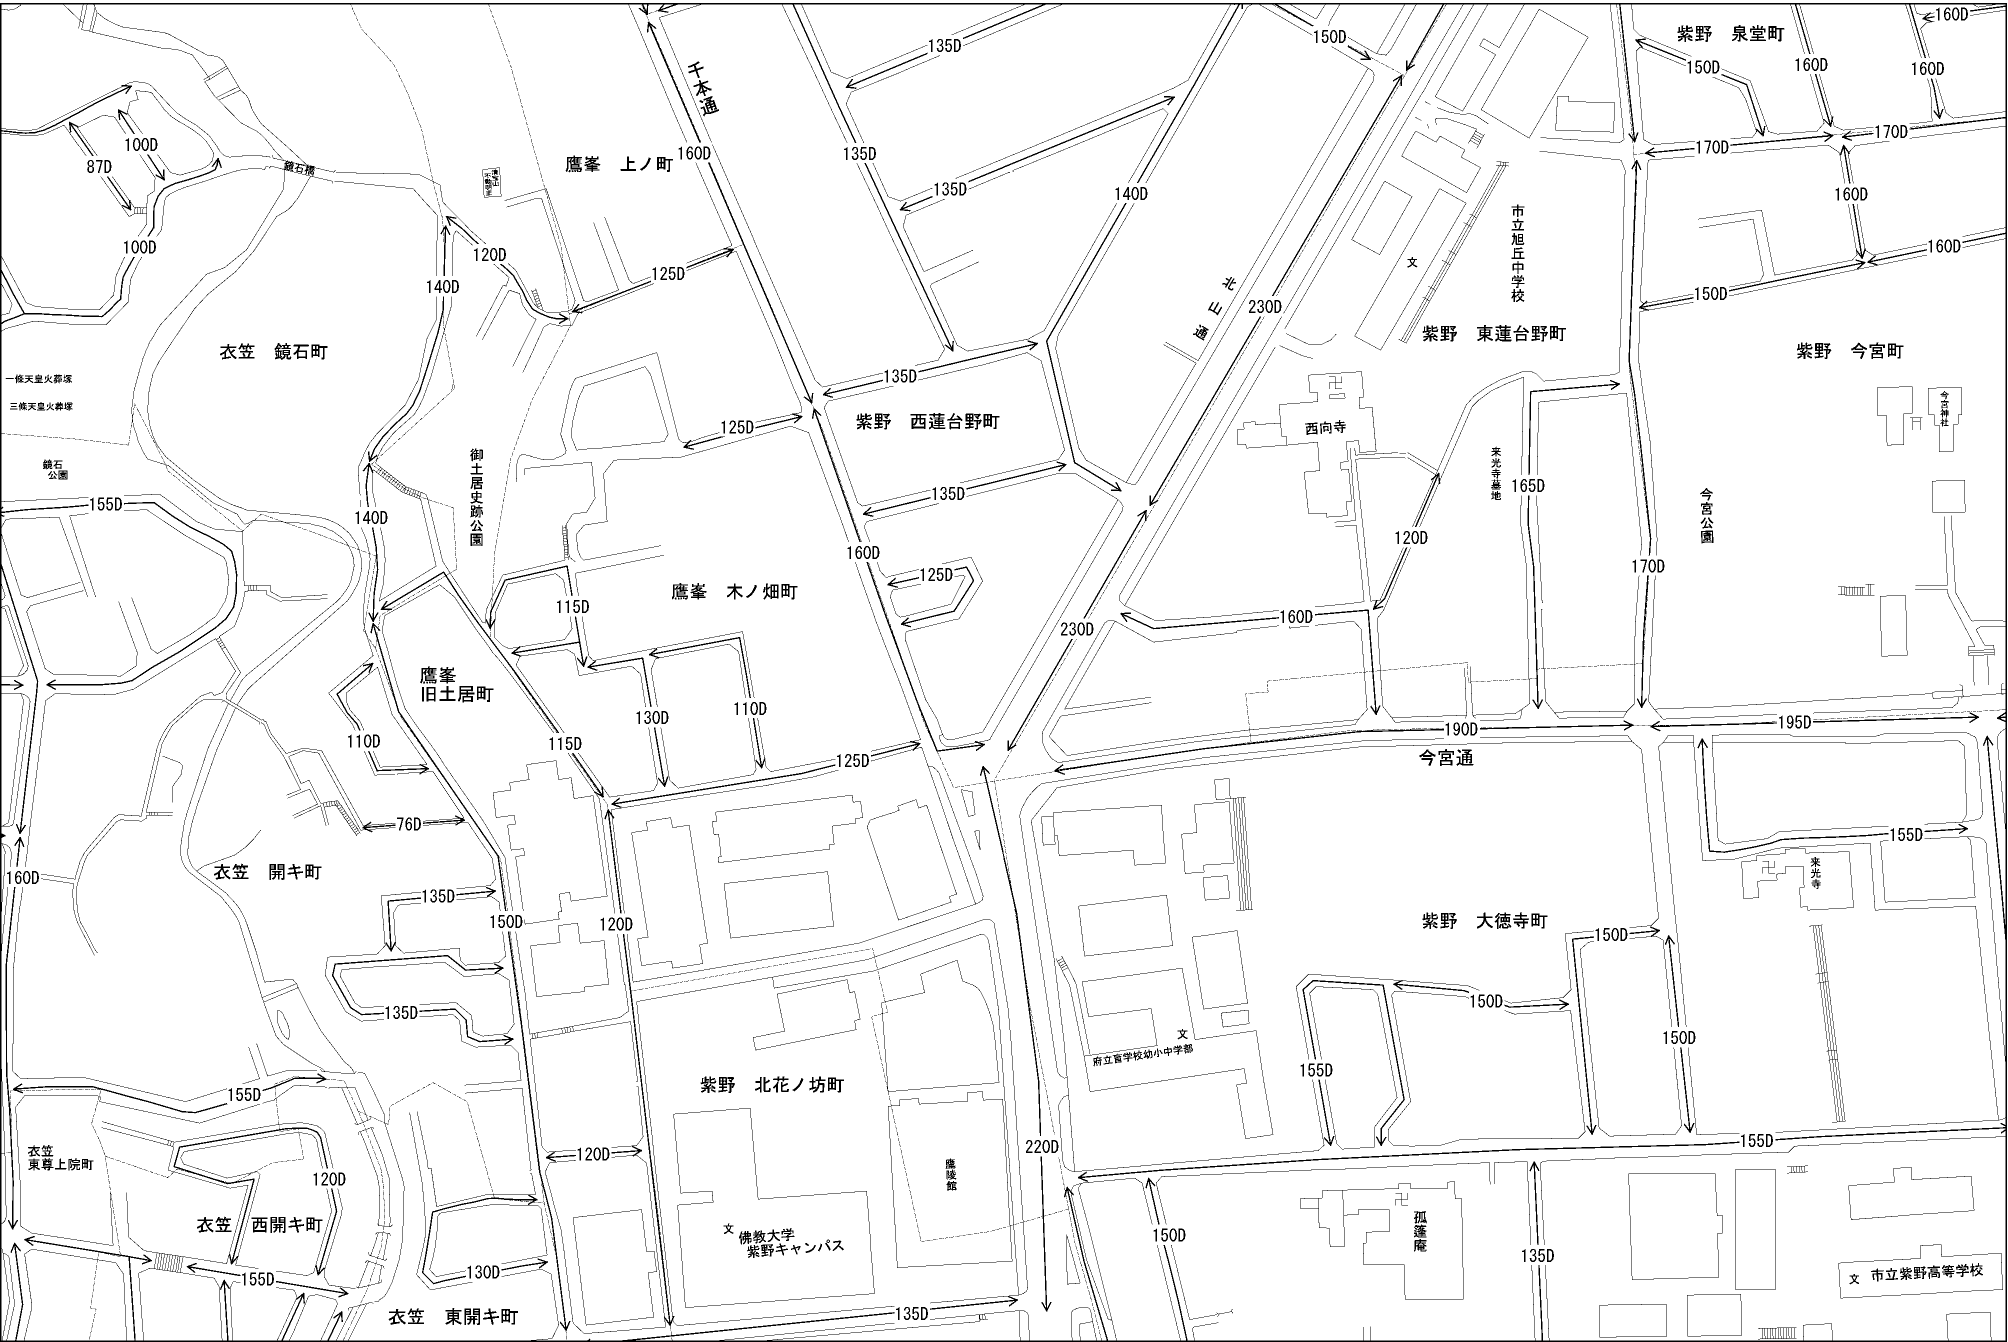 紫野　泉堂町
160D
150D
135D
150D
160D
160D
千本通
100D
87D
160D
135D
170D
170D
鏡石橋
鷹峯　上ノ町
135D
140D
160D
市立旭丘中学校
100D
120D
140D
125D
文
160D
150D
北山通
230D
衣笠　鏡石町
紫野　東蓮台野町
紫野　今宮町
一條天皇火葬塚
三條天皇火葬塚
135D
125D
紫野　西蓮台野町
西向寺
今宮神社
鏡石
公園
御土居史跡公園
来光寺墓地
155D
140D
135D
165D
今宮公園
160D
120D
170D
125D
115D
鷹峯　木ノ畑町
230D
160D
鷹峯
旧土居町
130D
110D
110D
115D
125D
190D
195D
今宮通
76D
155D
160D
衣笠　開キ町
来光寺
135D
150D
120D
紫野　大徳寺町
150D
135D
150D
150D
文
府立盲学校幼小中学部
155D
155D
紫野　北花ノ坊町
220D
155D
衣笠
東尊上院町
120D
120D
鷹陵館
衣笠　西開キ町
文
佛教大学
紫野キャンパス
150D
孤篷庵
135D
155D
130D
文 市立紫野高等学校
衣笠　東開キ町
135D